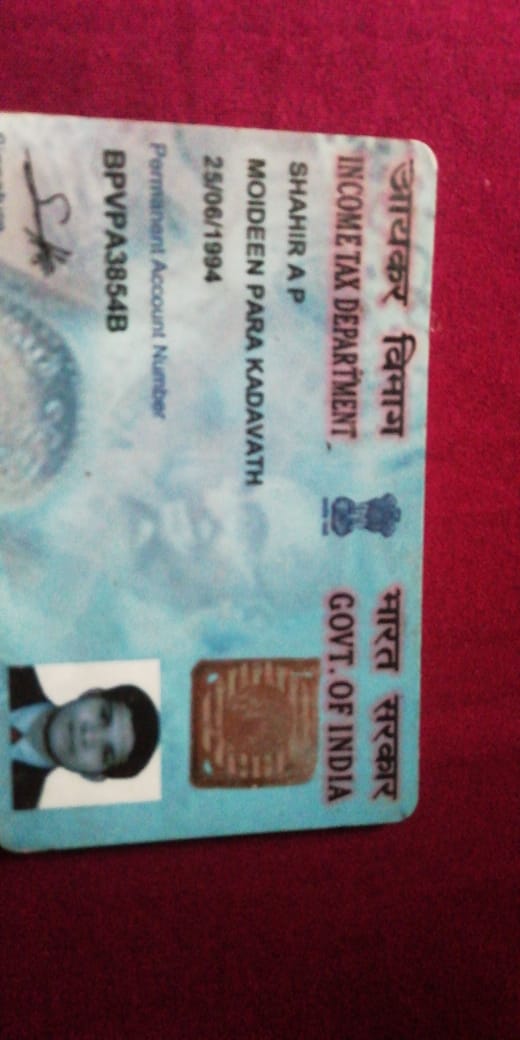 आयकर विभाग
INCOME TAX DEPARTMENT
भारत सरकार
GOVT. OF INDIA
SHAHIR A P
MOIDEEN PARA KADAVATH
25/06/1994
Permanent Account Number
BPVPA3854B